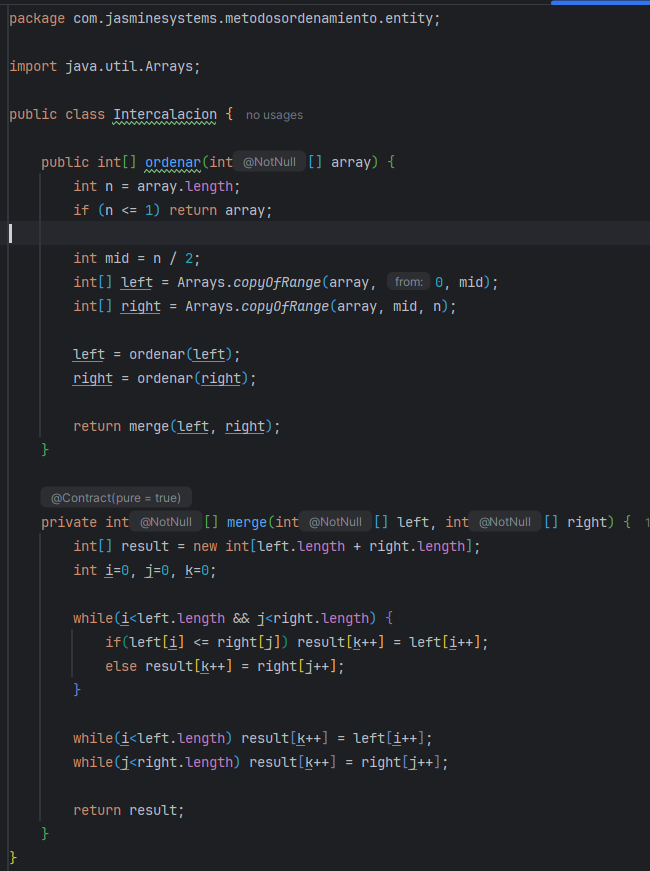 package com.jasminesystems.metodosordenamiento.entity;
import java.util.Arrays;
public class Intercalacion { no usages
public int[] ordenar(int @NotNull [] array) {
int n = array.length;
if (n <= 1) return array;
int mid = n / 2;
int[] left = Arrays.copyOfRange(array, from: 0, mid);
int[] right = Arrays.copyOfRange(array, mid, n);
left = ordenar(left);
right = ordenar(right);
return merge(left, right);
}
@Contract(pure = true)
private int @NotNull [] merge(int @NotNull [] left, int @NotNull [] right) { 1
int[] result = new int[left.length + right.length];
int i=0, j=0, k=0;
while(i<left.length && j<right.length) {
if(left[i] <= right[j]) result[k++] = left[i++];
else result[k++] = right[j++];
}
while(i<left.length) result[k++] = left[i++];
while(j<right.length) result[k++] = right[j++];
return result;
}
}